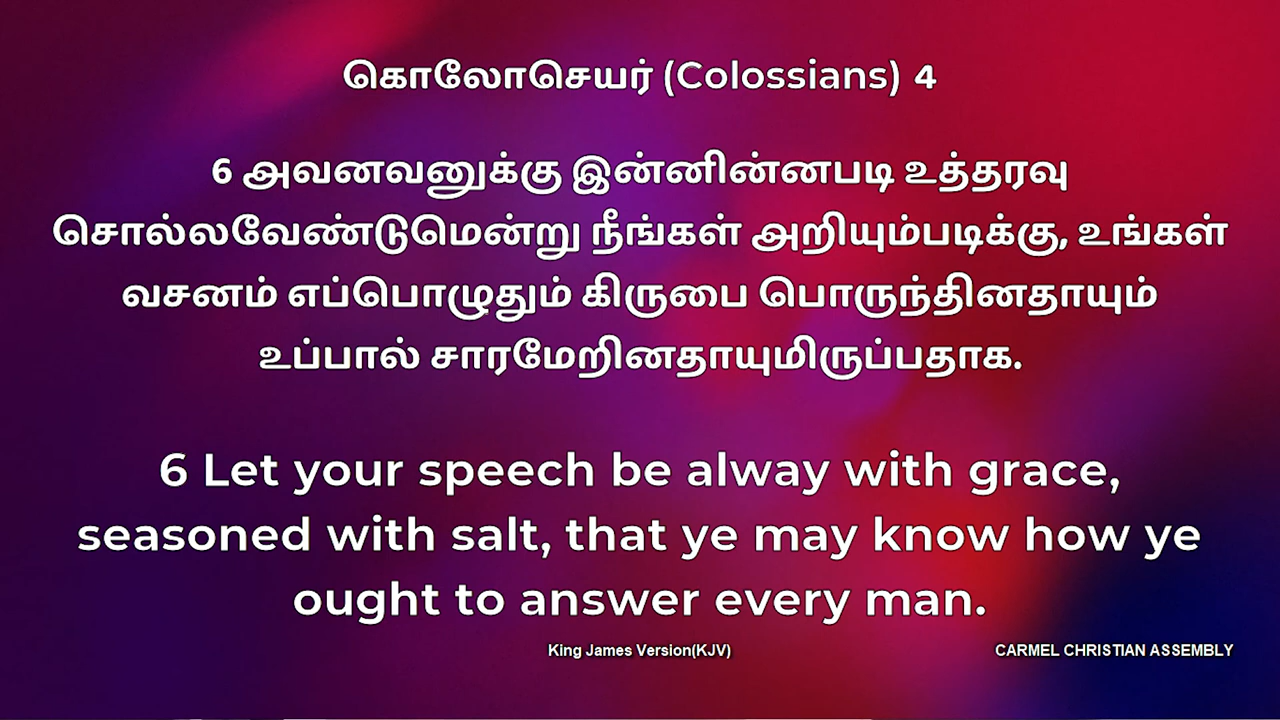 கொலோசெயர் (Colossians) 4
6 அவனவனுக்கு இன்னின்னபடி உத்தரவு
சொல்லவேண்டுமென்று நீங்கள் அறியும்படிக்கு, உங்கள்
வசனம் எப்பொழுதும் கிருபை பொருந்தினதாயும்
உப்பால் சாரமேறினதாயுமிருப்பதாக.
6 Let your speech be alway with grace,
seasoned with salt, that ye may know how ye
ought to answer every man.
King James Version(KJV)
CARMEL CHRISTIAN ASSEMBLY